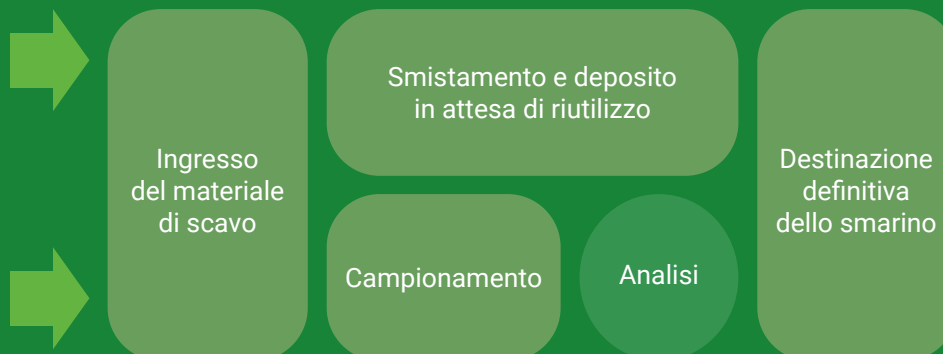 Ingresso
del materiale
di scavo
Smistamento e deposito
in attesa di riutilizzo
Campionamento
Analisi
Destinazione
definitiva
dello smarino